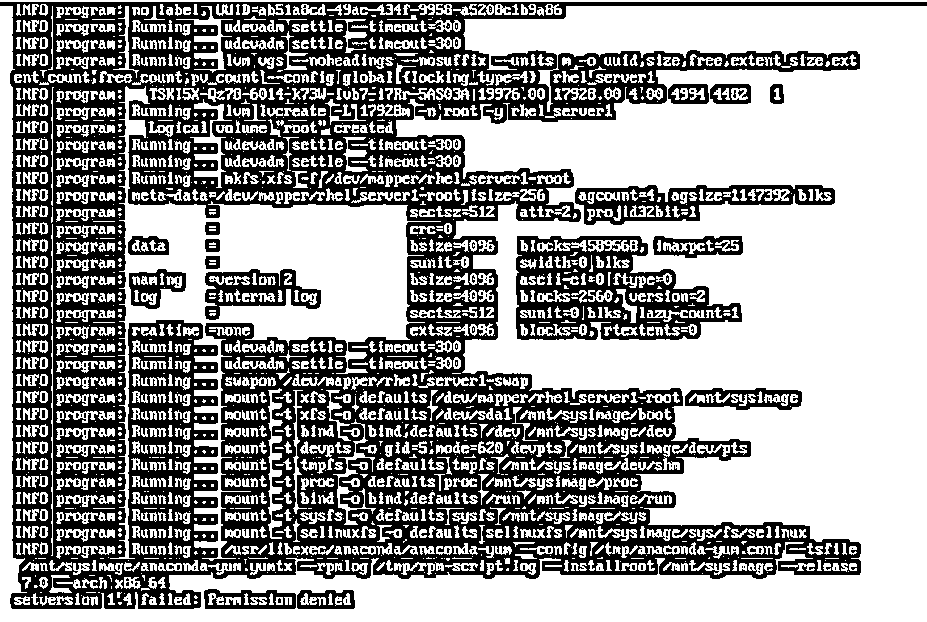 INFO program: no label, UUID=ab51a8cd-49ac-434f-9958-a5208c1b9a86
INFO program: Running... udevadm settle --timeout=300
INFO program: Running... udevadm settle --timeout=300
INFO program: Running... lvm vgs --noheadings --nosuffix --units m -o uuid,size,free,extent_size,ext
ent_count,free_count,pv_count --config global {locking_type=4} rhel_server1
INFO program: 19976.00 17928.00 4.00 4994 4482 1
INFO program: Running... lvm lvcreate -L 17928m -n root -y rhel_server1
INFO program: Logical volume "root" created
INFO program: Running... udevadm settle --timeout=300
INFO program: Running... udevadm settle --timeout=300
INFO program: Running... mkfs.xfs -f /dev/mapper/rhel_server1-root
INFO program: meta-data=/dev/mapper/rhel_server1-root isize=256 agcount=4, agsize=1147392 blks
INFO program: = sectsz=512 attr=2, projid32bit=1
INFO program: = crc=0
INFO program: data = bsize=4096 blocks=4589568, imaxpct=25
INFO program: = sunit=0 swidth=0 blks
INFO program: naming =version 2 bsize=4096 ascii-ci=0 ftype=0
INFO program: log =internal log bsize=4096 blocks=2560, version=2
INFO program: = sectsz=512 sunit=0 blks, lazy-count=1
INFO program: realtime =none extsz=4096 blocks=0, rtextents=0
INFO program: Running... udevadm settle --timeout=300
INFO program: Running... udevadm settle --timeout=300
INFO program: Running... swapon /dev/mapper/rhel_server1-swap
INFO program: Running... mount -t xfs -o defaults /dev/mapper/rhel_server1-root /mnt/sysimage
INFO program: Running... mount -t xfs -o defaults /dev/sda1 /mnt/sysimage/boot
INFO program: Running... mount -t bind -o bind,defaults /dev /mnt/sysimage/dev
INFO program: Running... mount -t devpts -o gid=5,mode=620 devpts /mnt/sysimage/dev/pts
INFO program: Running... mount -t tmpfs -o defaults tmpfs /mnt/sysimage/dev/shm
INFO program: Running... mount -t proc -o defaults proc /mnt/sysimage/proc
INFO program: Running... mount -t bind -o bind,defaults /run /mnt/sysimage/run
INFO program: Running... mount -t sysfs -o defaults sysfs /mnt/sysimage/sys
INFO program: Running... mount -t selinuxfs -o defaults selinuxfs /mnt/sysimage/sys/fs/selinux
INFO program: Running... /usr/libexec/anaconda/anaconda-yum --config /tmp/anaconda-yum.conf --tsfile
/mnt/sysimage/anaconda-yum.yumtx --rpmlog /tmp/rpm-script.log --installroot /mnt/sysimage --release
7.0 --arch x86_64
setversion 1.4 failed: Permission denied